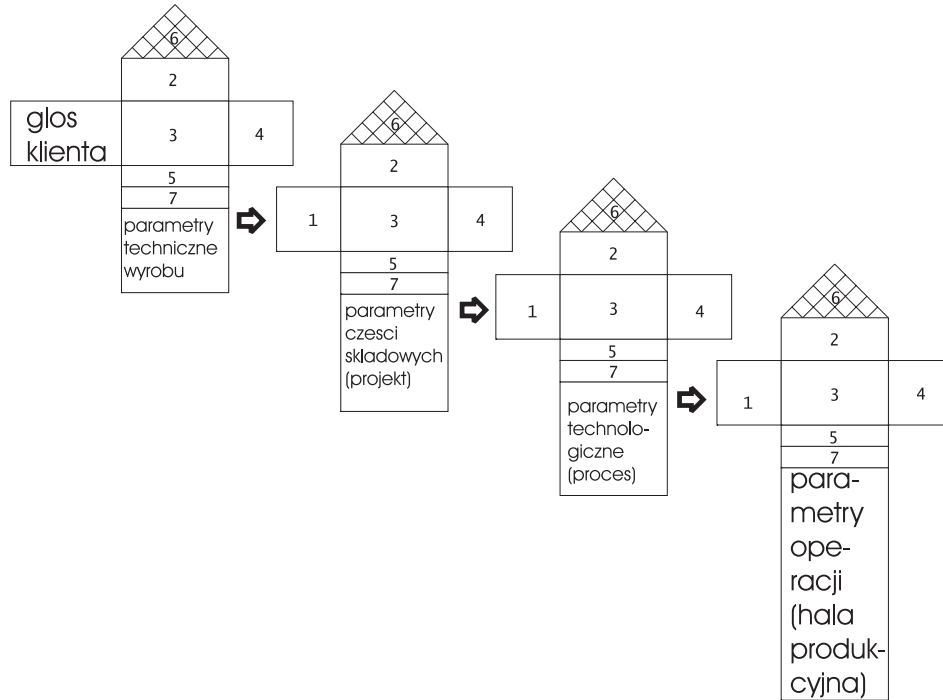 6
2
glos
klienta
3
4
5
7
parametry
techniczne
wyrobu
6
2
1
3
4
5
7
parametry
czesci
skladowych
(projekt)
6
2
1
3
4
5
7
parametry
technolo-
giczne
(proces)
6
2
1
3
4
5
7
para-
metry
ope-
racji
(hala
produk-
cyjna)